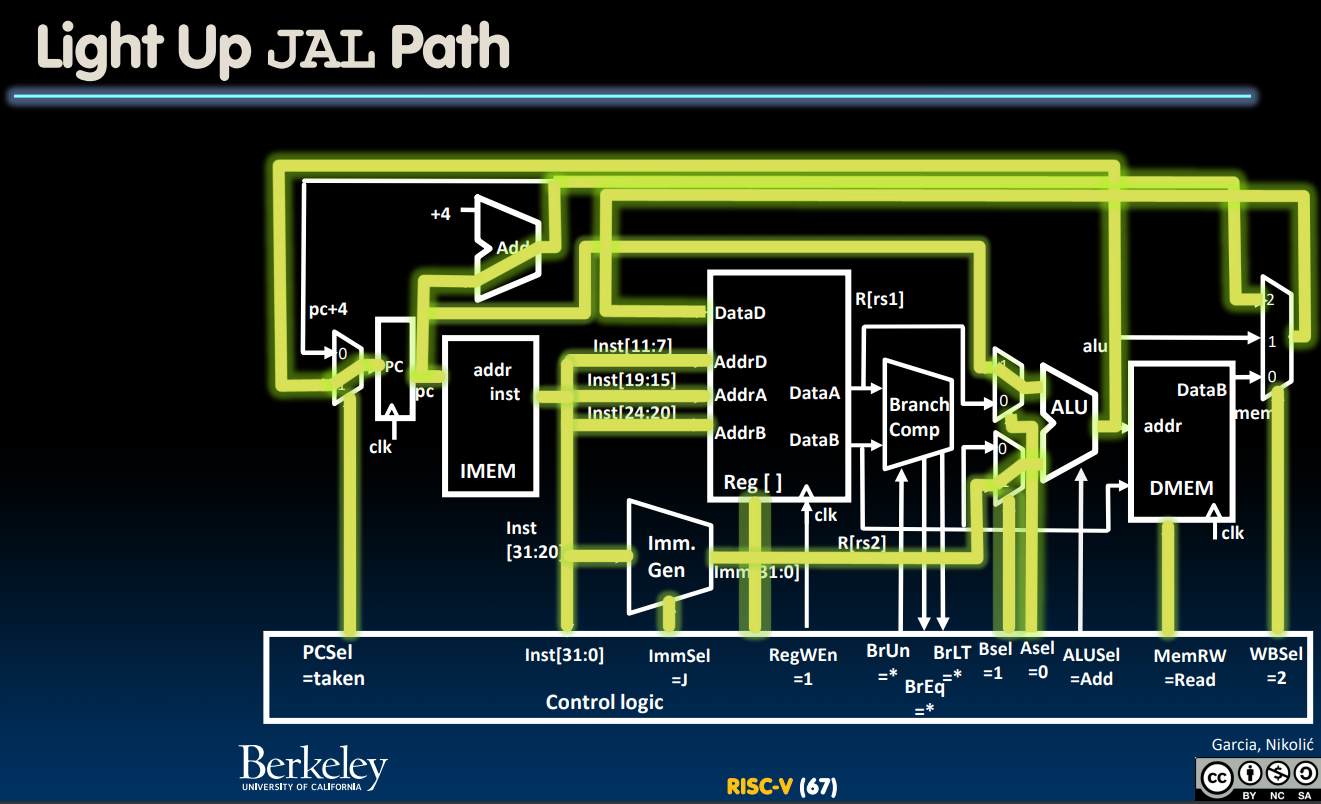 Light Up JAL Path
+4
Add
pc+4
0
1
PC
pc
clk
addr
inst
IMEM
Inst[11:7]
Inst[19:15]
Inst[24:20]
Inst
[31:20]
DataD
AddrD
AddrA
AddrB
DataA
DataB
Reg [ ]
clk
Imm.
Gen
Imm[31:0]
R[rs1]
R[rs2]
Branch
Comp
1
0
0
1
ALU
alu
addr
DataB
DMEM
clk
mem
2
1
0
PCSel
=taken
Inst[31:0]
ImmSel
=J
RegWEn
=1
BrUn
=*
BrEq
=*
BrLT
=*
Bsel
=1
Asel
=0
ALUSel
=Add
MemRW
=Read
WBSel
=2
Control logic
Berkeley
UNIVERSITY OF CALIFORNIA
RISC-V (67)
Garcia, Nikolić
cc
BY NC SA